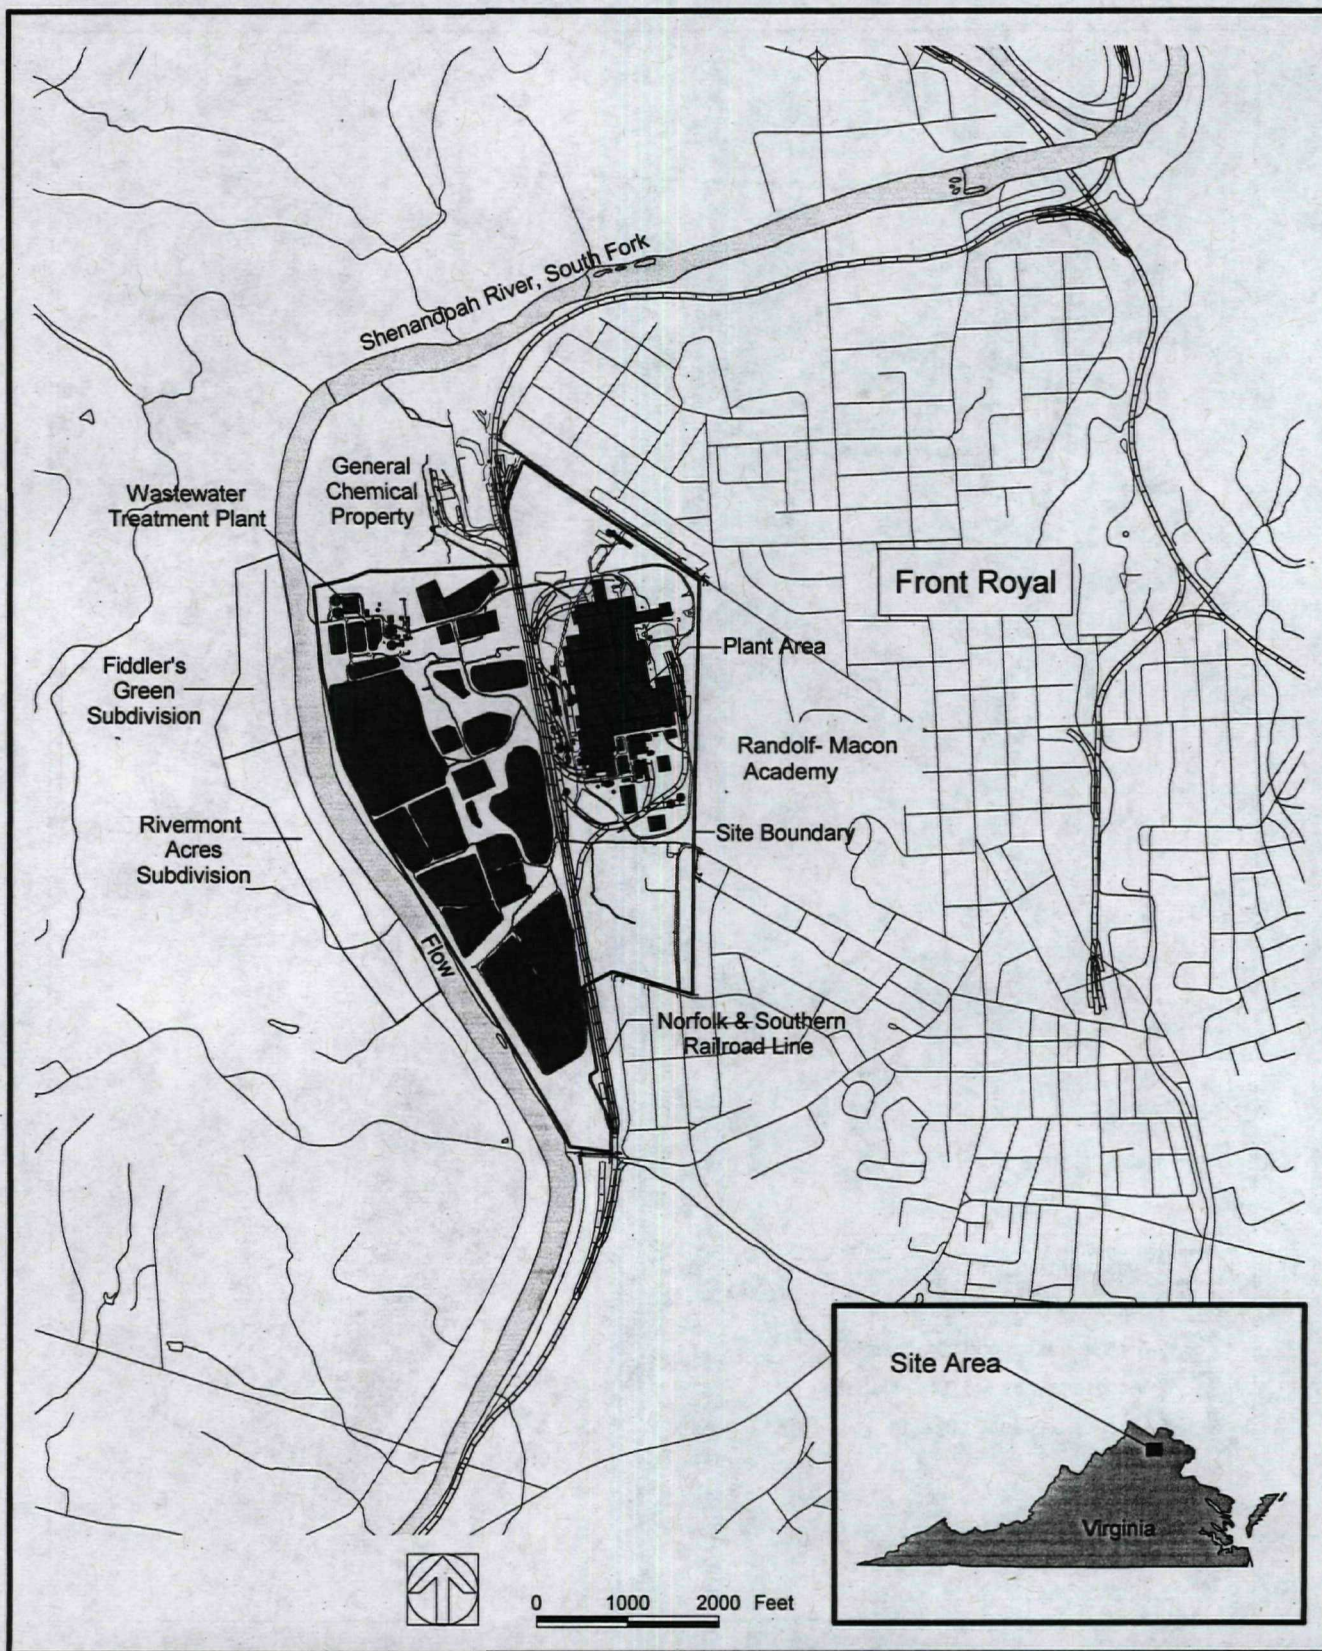 Shenandoah River, South Fork
General
Chemical
Property
Wastewater
Treatment Plant
Front Royal
Plant Area
Fiddler's
Green
Subdivision
Randolf- Macon
Academy
Site Boundary
Rivermont
Acres
Subdivision
Flow
Norfolk & Southern
Railroad Line
Site Area
Virginia
0 1000 2000 Feet